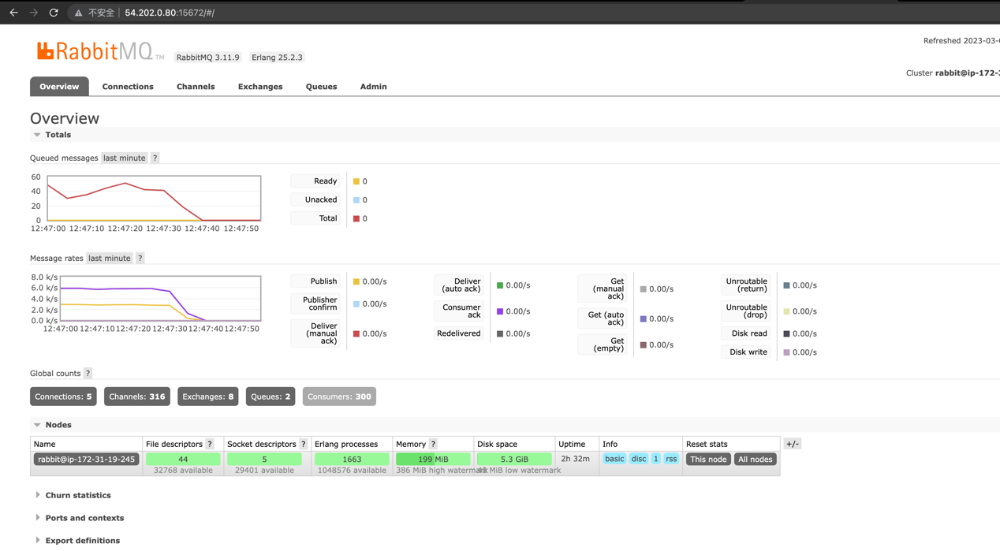 不安全 54.202.0.80:15672/#/
Refreshed 2023-03-
RabbitMQ TM RabbitMQ 3.11.9 Erlang 25.2.3
Cluster rabbit@ip-172-
Overview Connections Channels Exchanges Queues Admin
Overview
Totals
Queued messages last minute ?
60
40
20
0
12:47:00 12:47:10 12:47:20 12:47:30 12:47:40 12:47:50
Ready 0
Unacked 0
Total 0
Message rates last minute ?
8.0 k/s
6.0 k/s
4.0 k/s
2.0 k/s
0.0 k/s
12:47:00 12:47:10 12:47:20 12:47:30 12:47:40 12:47:50
Publish 0.00/s
Publisher
confirm 0.00/s
Deliver
(manual
ack) 0.00/s
Deliver
(auto ack) 0.00/s
Consumer
ack 0.00/s
Redelivered 0.00/s
Get
(manual
ack) 0.00/s
Get (auto
ack) 0.00/s
Get
(empty) 0.00/s
Unroutable
(return) 0.00/s
Unroutable
(drop) 0.00/s
Disk read 0.00/s
Disk write 0.00/s
Global counts ?
Connections: 5 Channels: 316 Exchanges: 8 Queues: 2 Consumers: 300
Nodes
Name File descriptors ? Socket descriptors ? Erlang processes Memory ? Disk space Uptime Info Reset stats +/-
rabbit@ip-172-31-19-245 44 5 1663 199 MiB 5.3 GiB 2h 32m basic disc 1 rss This node All nodes
32768 available 29401 available 1048576 available 386 MiB high watermark 48 MiB low watermark
Churn statistics
Ports and contexts
Export definitions